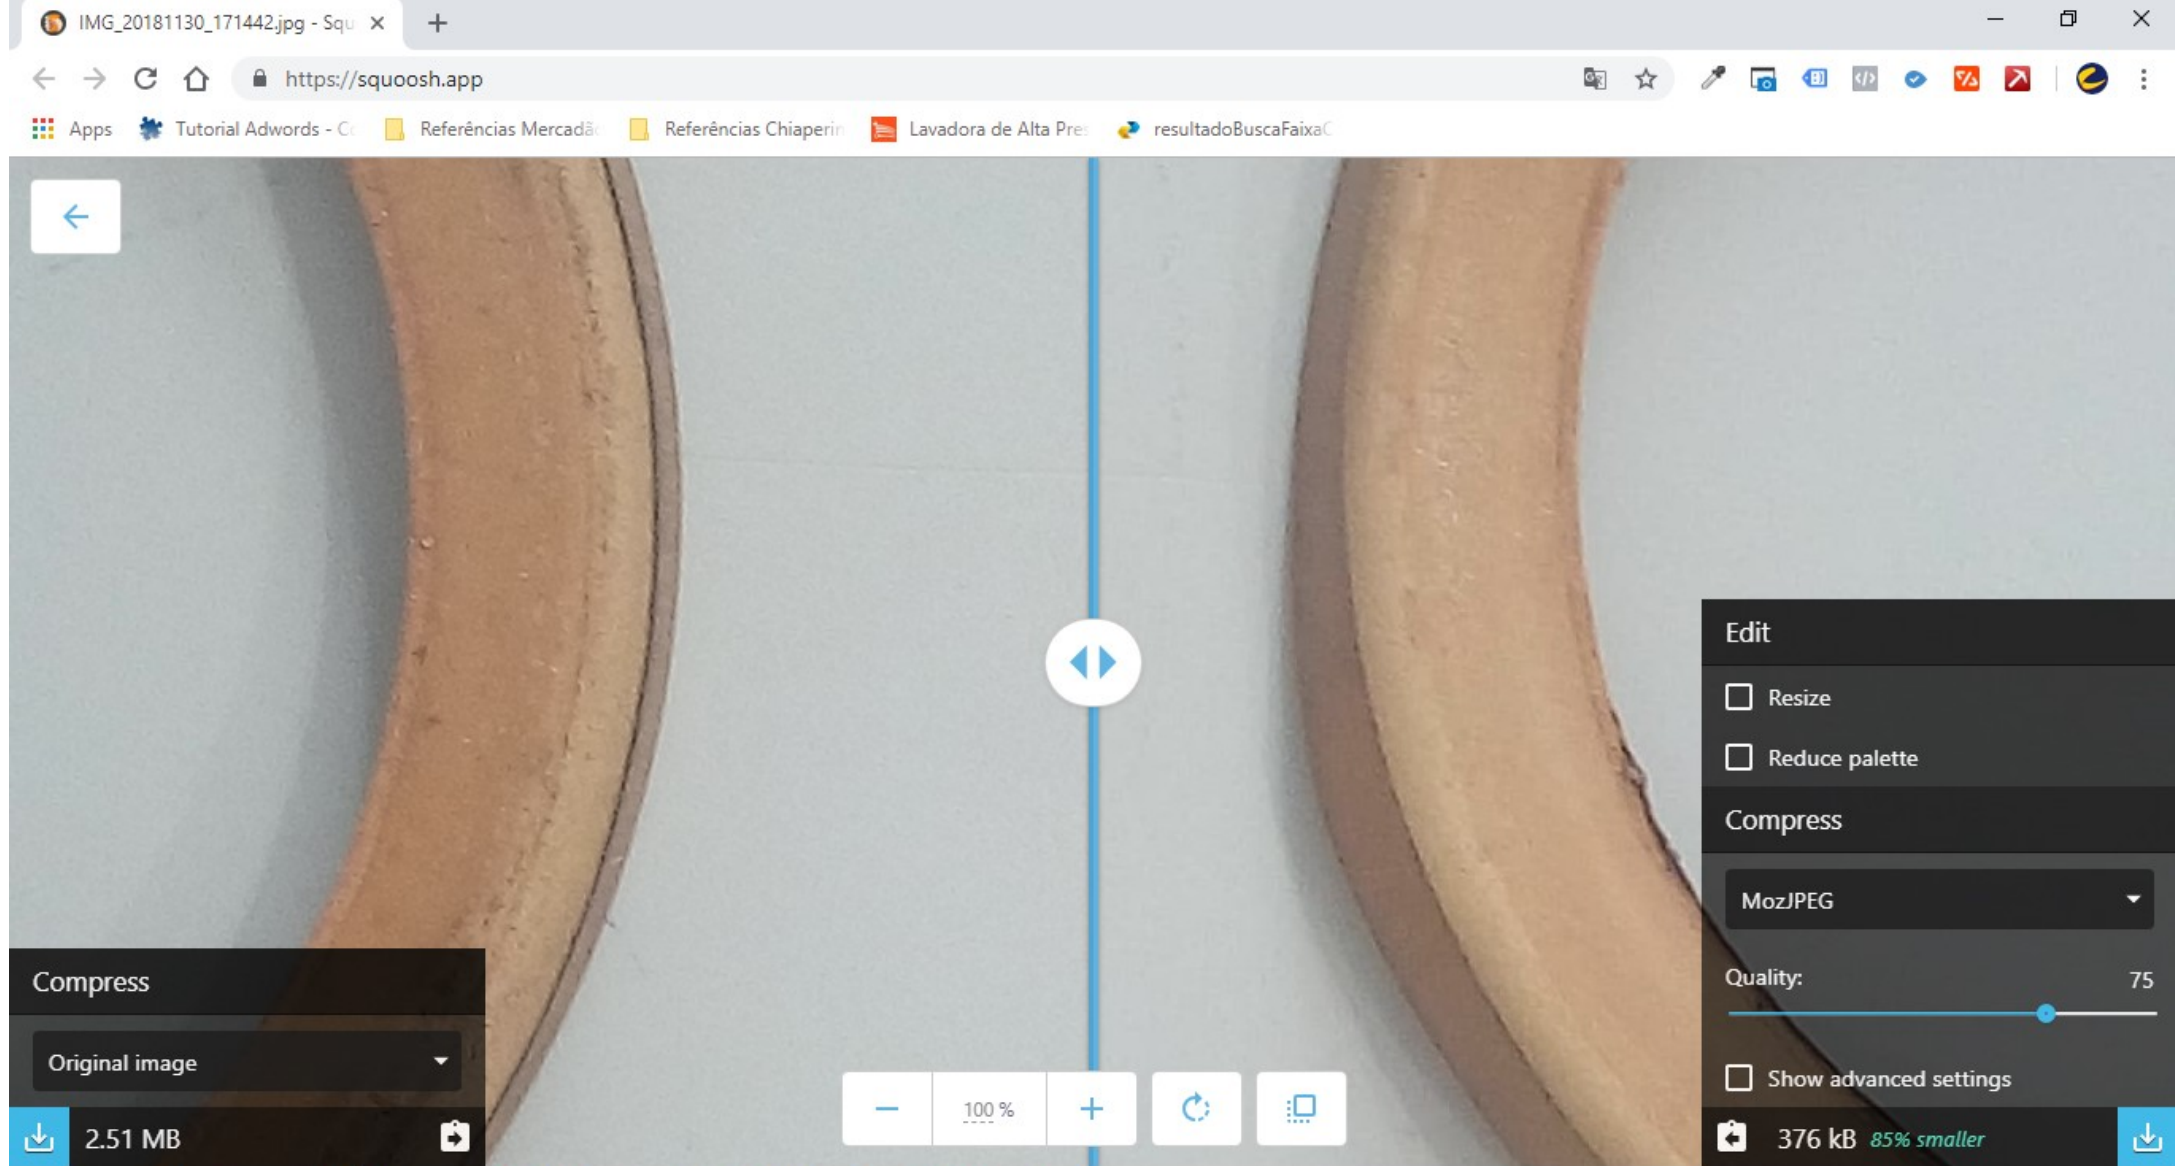 IMG_20181130_171442.jpg - Squ
https://squoosh.app
Apps Tutorial Adwords - C Referências Mercadã Referências Chiaperin Lavadora de Alta Pre resultadoBuscaFaixaC
Edit
Resize
Reduce palette
Compress
MozJPEG
Quality: 75
Show advanced settings
376 kB 85% smaller
Compress
Original image
2.51 MB
100 %